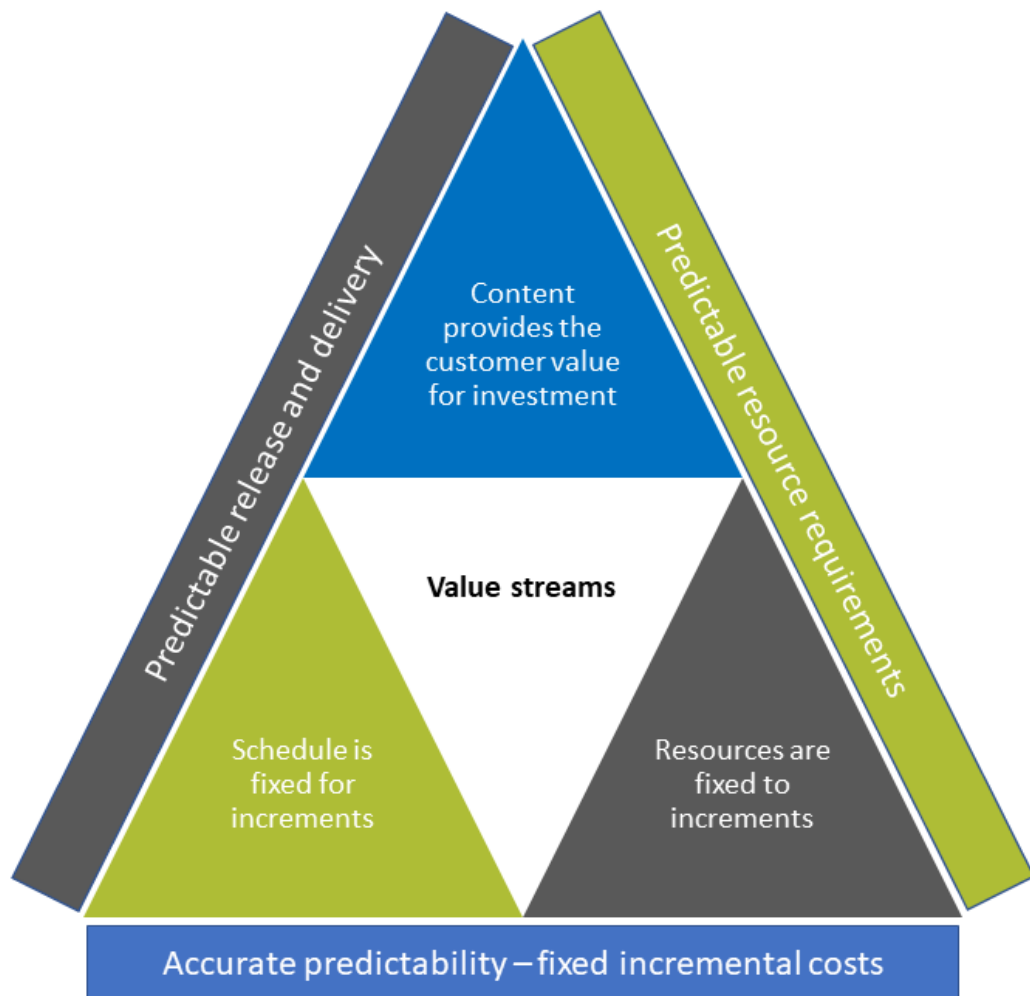 Predictable release and delivery
Predictable resource requirements
Content
provides the
customer value
for investment
Value streams
Schedule is
fixed for
increments
Resources are
fixed to
increments
Accurate predictability – fixed incremental costs